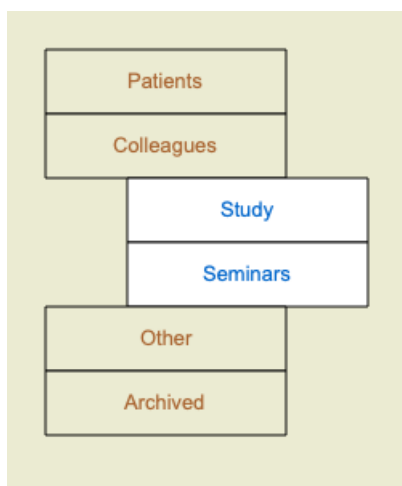 Patients
Colleagues
Study
Seminars
Other
Archived